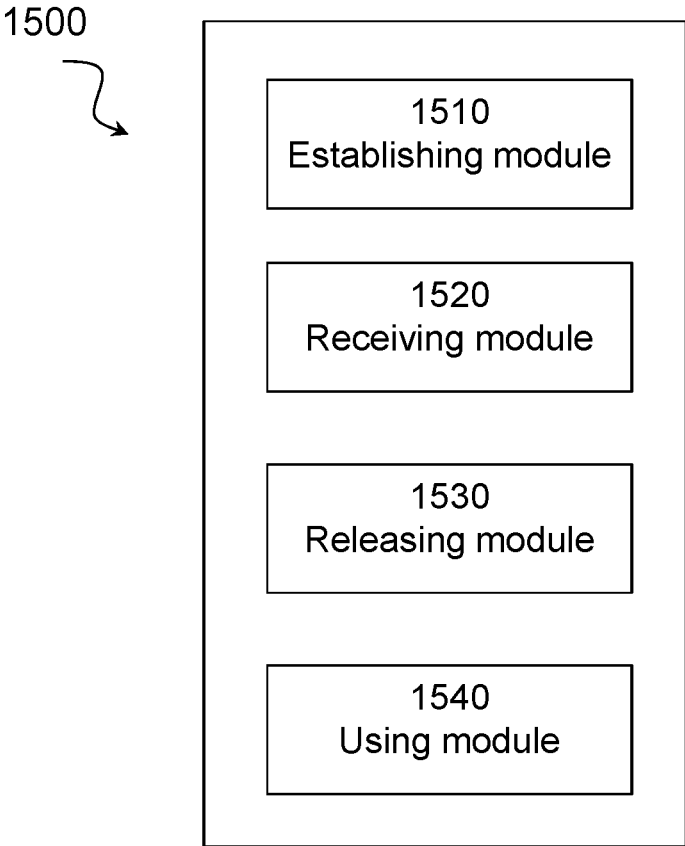 1500
1510
Establishing module
1520
Receiving module
1530
Releasing module
1540
Using module